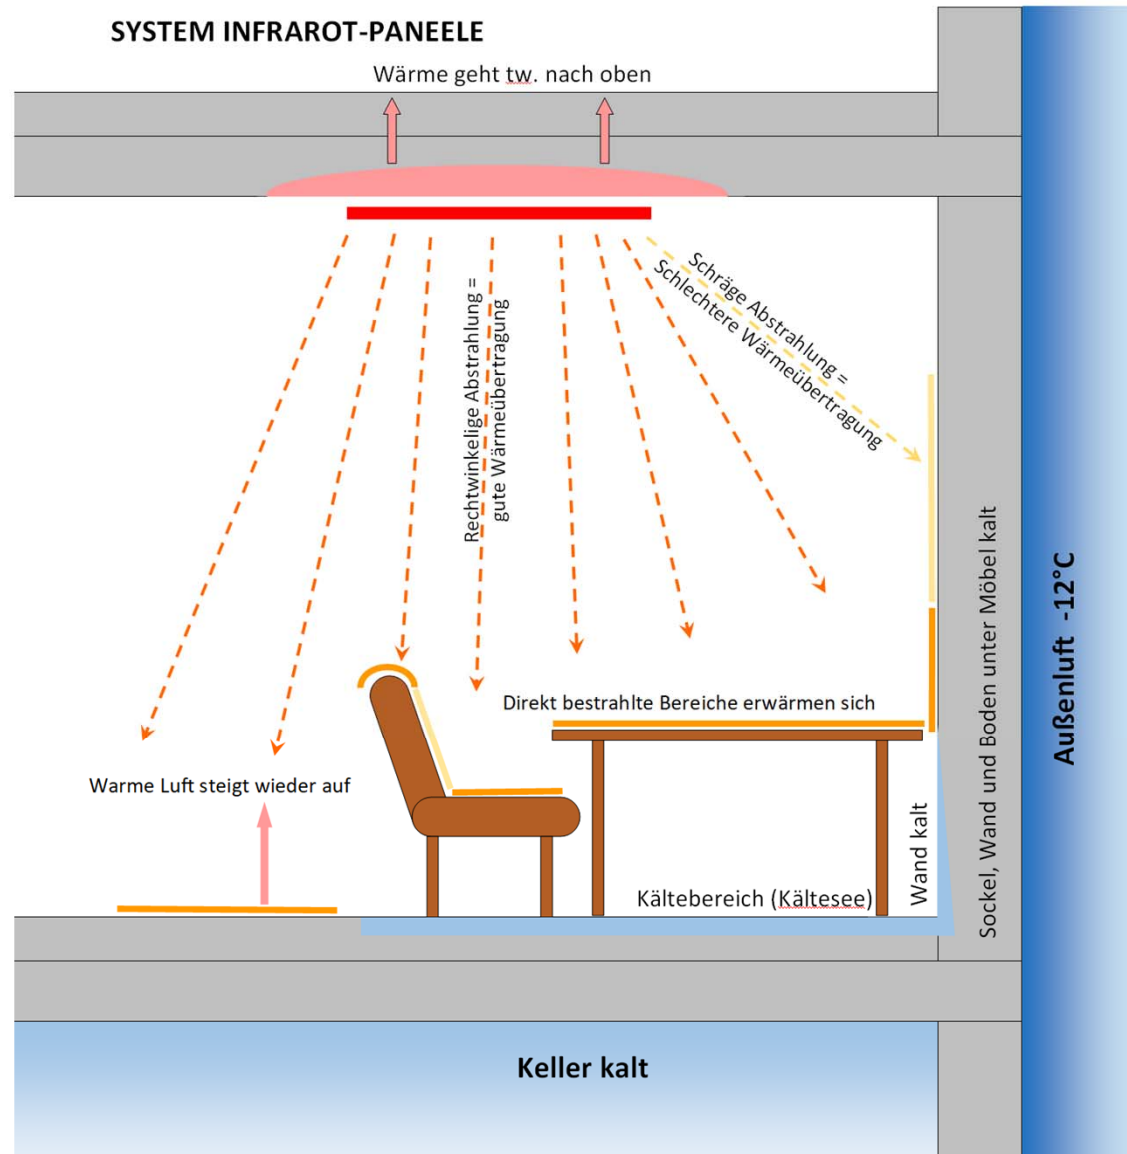 SYSTEM INFRAROT-PANEELE
Wärme geht tw. nach oben
Schräge Abstrahlung =
Schlechtere Wärmeübertragung
Rechtwinkelige Abstrahlung =
gute Wärmeübertragung
Direkt bestrahlte Bereiche erwärmen sich
Warme Luft steigt wieder auf
Kältebereich (Kältesee)
Wand kalt
Sockel, Wand und Boden unter Möbel kalt
Außenluft -12°C
Keller kalt